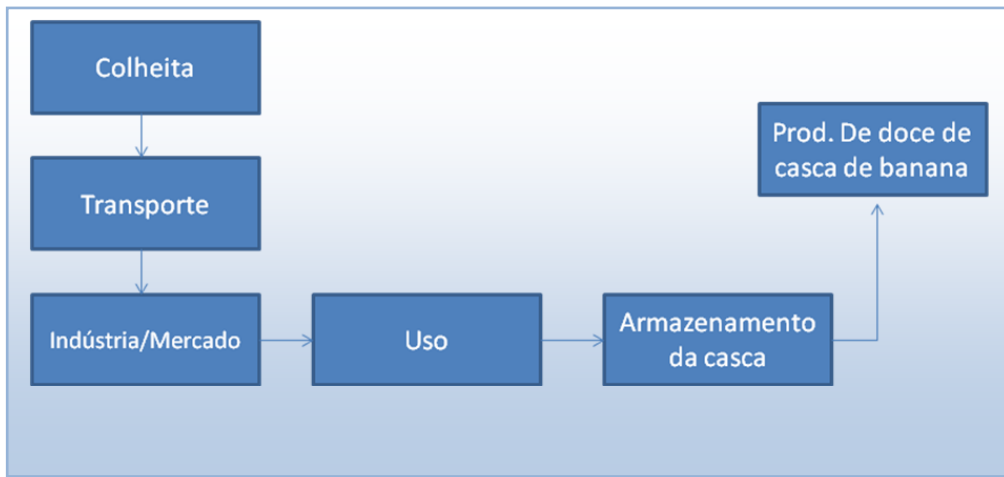 Colheita
Transporte
Indústria/Mercado
Uso
Armazenamento
da casca
Prod. De doce de
casca de banana